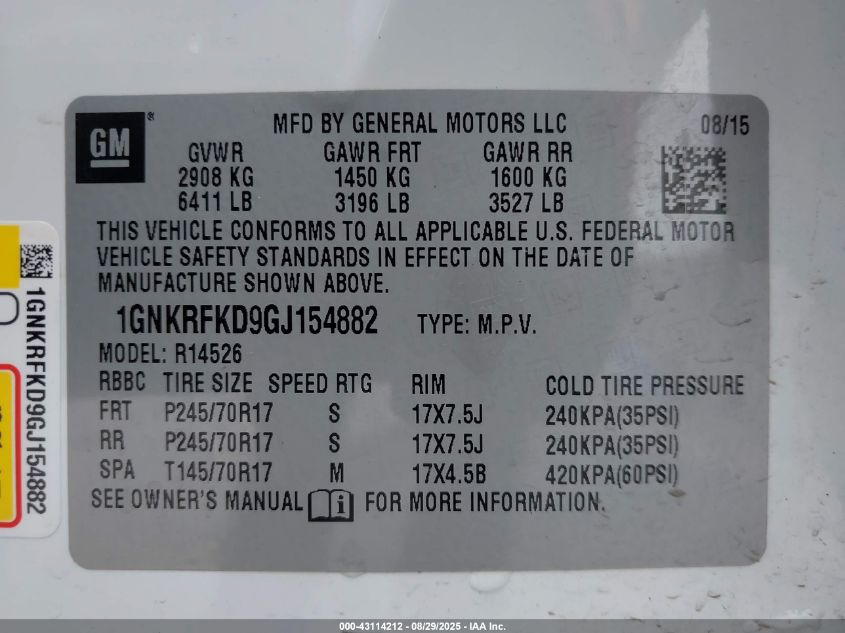 GM
®
MFD BY GENERAL MOTORS LLC 08/15
GVWR GAWR FRT GAWR RR
2908 KG 1450 KG 1600 KG
6411 LB 3196 LB 3527 LB
THIS VEHICLE CONFORMS TO ALL APPLICABLE U.S. FEDERAL MOTOR
VEHICLE SAFETY STANDARDS IN EFFECT ON THE DATE OF
MANUFACTURE SHOWN ABOVE.
1GNKRFKD9GJ154882 TYPE: M.P.V.
MODEL: R14526
RBBC TIRE SIZE SPEED RTG RIM COLD TIRE PRESSURE
FRT P245/70R17 S 17X7.5J 240KPA(35PSI)
RR P245/70R17 S 17X7.5J 240KPA(35PSI)
SPA T145/70R17 M 17X4.5B 420KPA(60PSI)
SEE OWNER'S MANUAL i FOR MORE INFORMATION.
1GNKRFKD9GJ154882
000-43114212 - 08/29/2025 - IAA Inc.